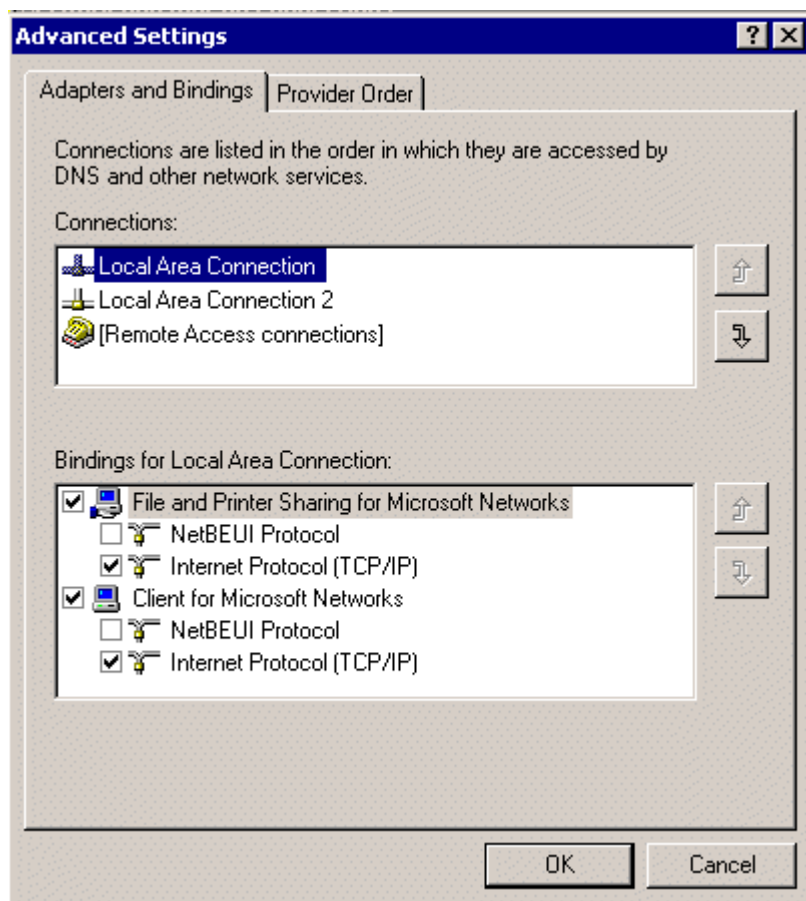 Advanced Settings
Adapters and Bindings
Provider Order
Connections are listed in the order in which they are accessed by
DNS and other network services.
Connections:
Local Area Connection
Local Area Connection 2
[Remote Access connections]
Bindings for Local Area Connection:
File and Printer Sharing for Microsoft Networks
NetBEUI Protocol
Internet Protocol (TCP/IP)
Client for Microsoft Networks
NetBEUI Protocol
Internet Protocol (TCP/IP)
OK
Cancel